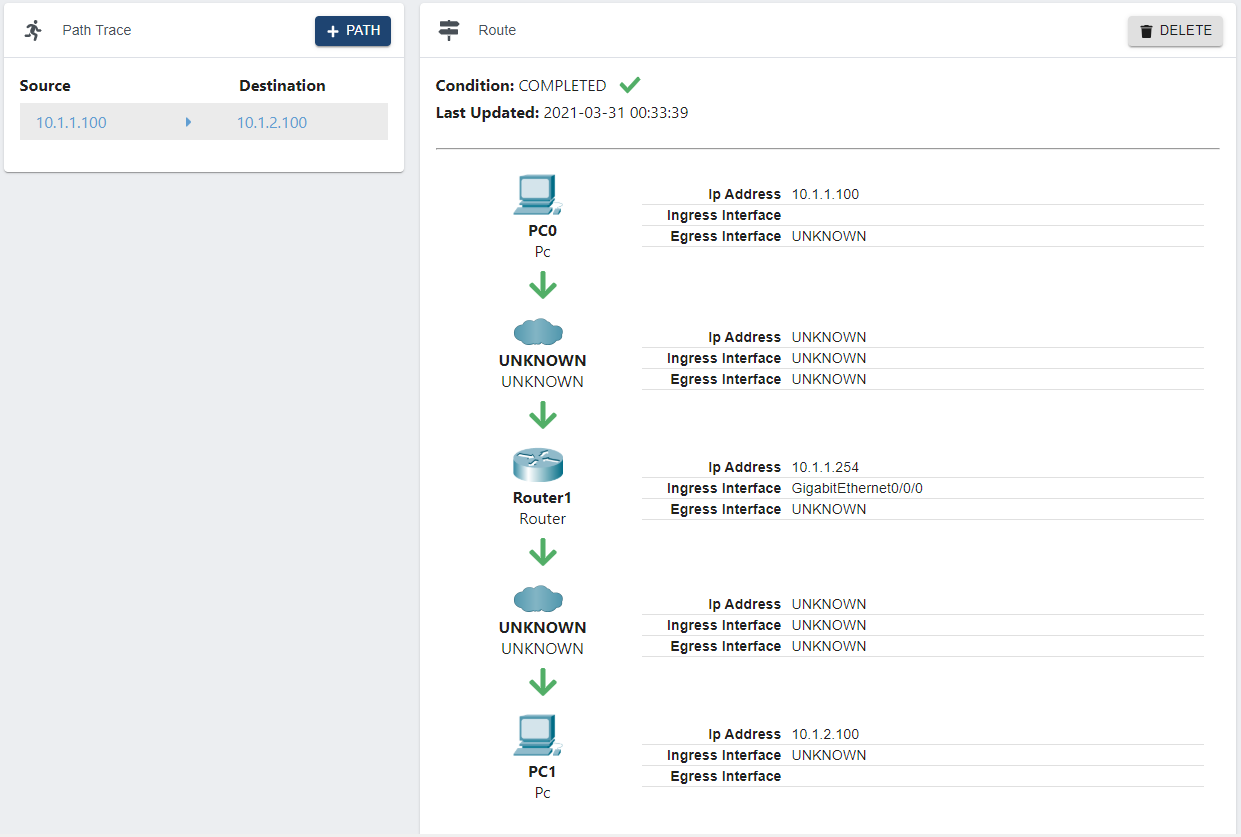 Path Trace
+ PATH
Source Destination
10.1.1.100 10.1.2.100
Route
DELETE
Condition: COMPLETED
Last Updated: 2021-03-31 00:33:39
PC0
Pc
Ip Address 10.1.1.100
Ingress Interface
Egress Interface UNKNOWN
UNKNOWN
UNKNOWN
Ip Address UNKNOWN
Ingress Interface UNKNOWN
Egress Interface UNKNOWN
Router1
Router
Ip Address 10.1.1.254
Ingress Interface GigabitEthernet0/0/0
Egress Interface UNKNOWN
UNKNOWN
UNKNOWN
Ip Address UNKNOWN
Ingress Interface UNKNOWN
Egress Interface UNKNOWN
PC1
Pc
Ip Address 10.1.2.100
Ingress Interface UNKNOWN
Egress Interface